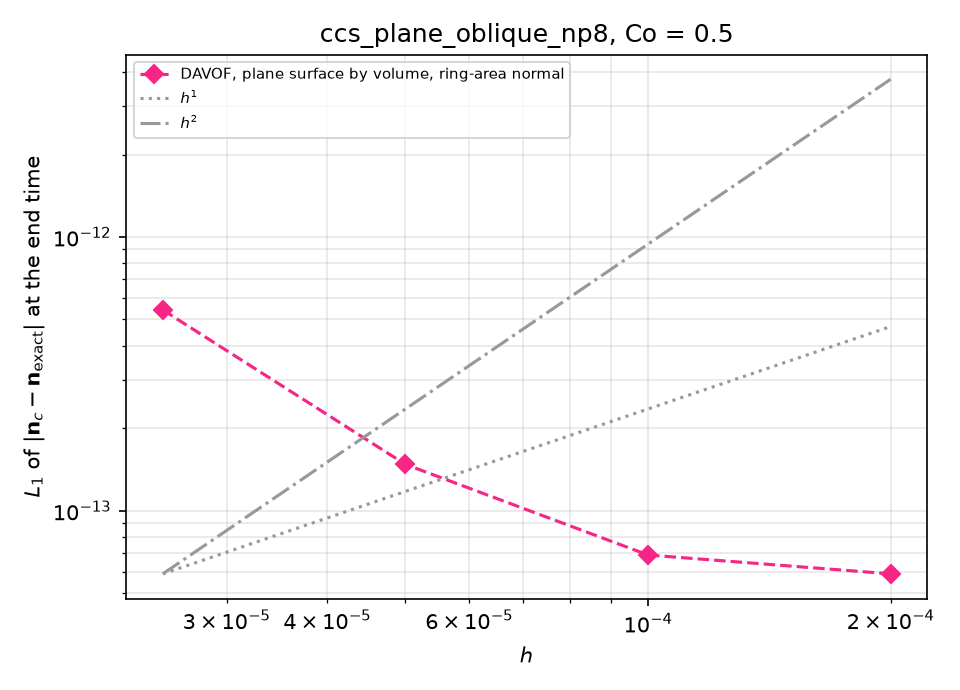 ccs_plane_oblique_np8, Co = 0.5
DAVOF, plane surface by volume, ring-area normal
h¹
h²
L₁ of |n_c − n_exact| at the end time
10⁻¹²
10⁻¹³
3 × 10⁻⁵ 4 × 10⁻⁵ 6 × 10⁻⁵ 10⁻⁴ 2 × 10⁻⁴
h